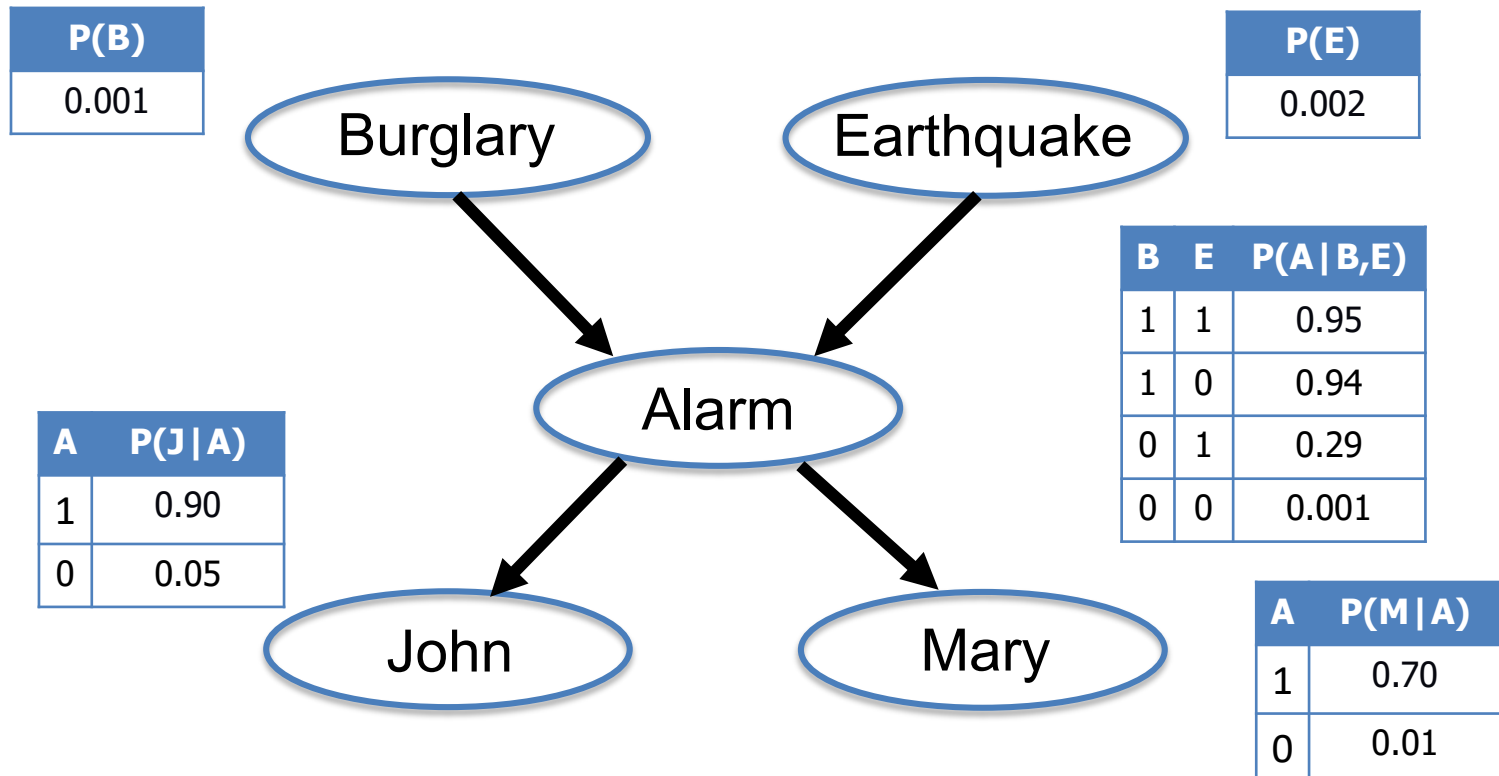 P(B)
0.001
P(E)
0.002
Burglary
Earthquake
B E P(A|B,E)
1 1 0.95
1 0 0.94
0 1 0.29
0 0 0.001
Alarm
A P(J|A)
1 0.90
0 0.05
John
Mary
A P(M|A)
1 0.70
0 0.01